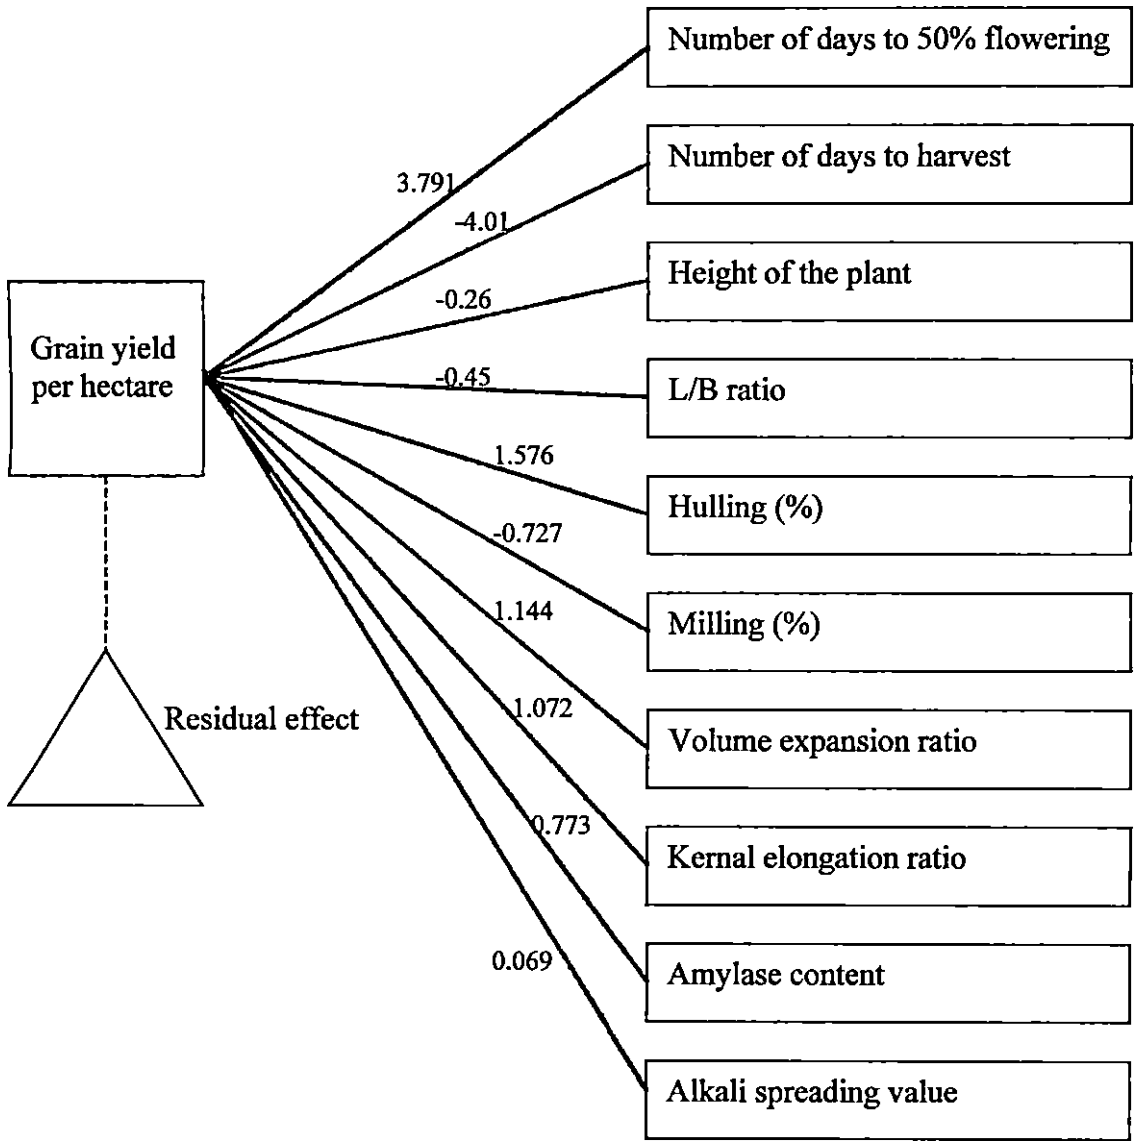 Number of days to 50% flowering
Number of days to harvest
3.791
-4.01
Height of the plant
-0.26
Grain yield
per hectare
-0.45
L/B ratio
1.576
Hulling (%)
-0.727
Milling (%)
1.144
Residual effect
1.072
Volume expansion ratio
0.773
Kernal elongation ratio
0.069
Amylase content
Alkali spreading value